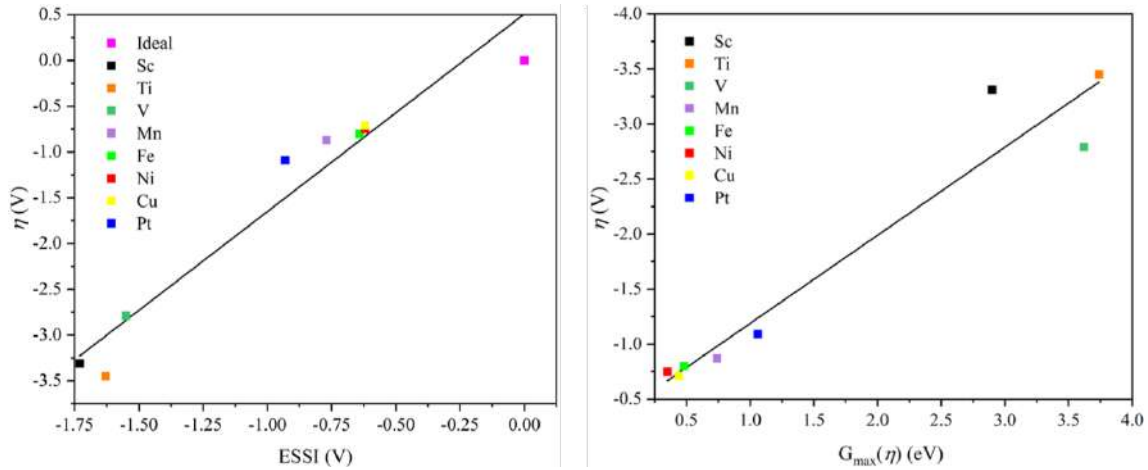 0.5
0.0
-0.5
-1.0
-1.5
-2.0
-2.5
-3.0
-3.5
η (V)
Ideal
Sc
Ti
V
Mn
Fe
Ni
Cu
Pt
-1.75 -1.50 -1.25 -1.00 -0.75 -0.50 -0.25 0.00
ESSI (V)
-4.0
-3.5
-3.0
-2.5
-2.0
-1.5
-1.0
-0.5
η (V)
Sc
Ti
V
Mn
Fe
Ni
Cu
Pt
0.5 1.0 1.5 2.0 2.5 3.0 3.5 4.0
Gmax(η) (eV)